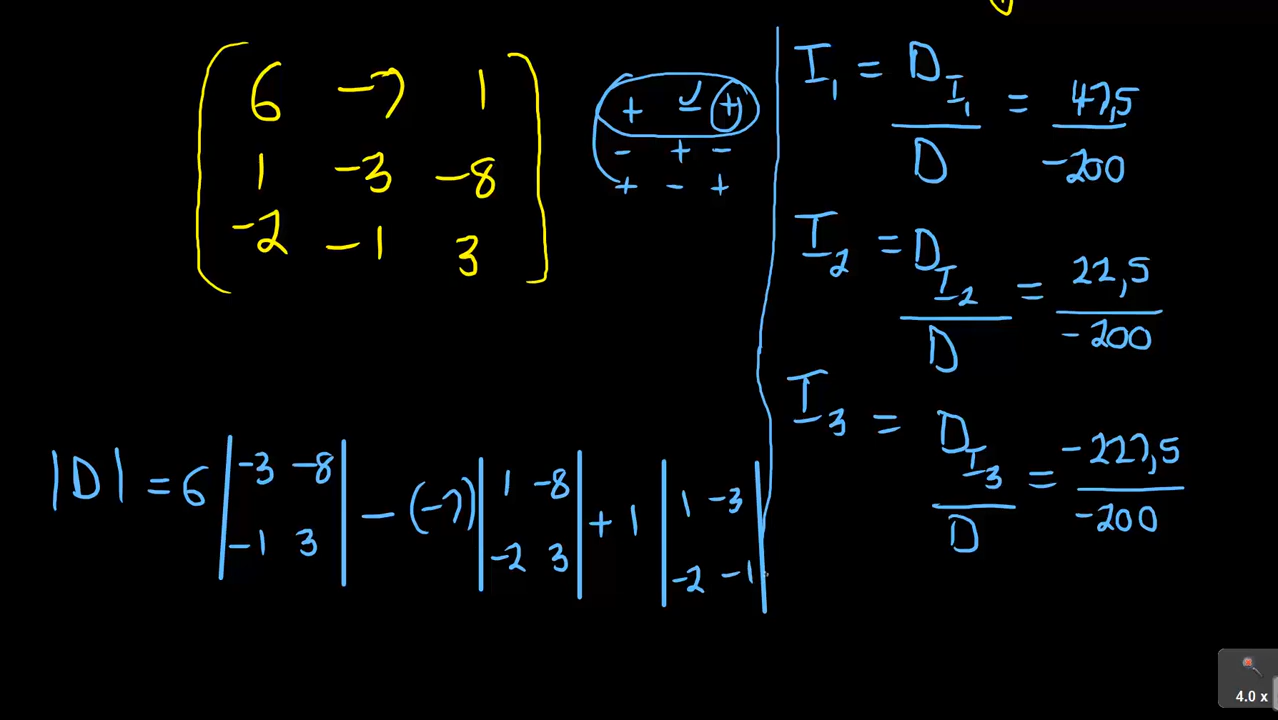 6 -7 1
1 -3 -8
-2 -1 3
+ - +
- + -
+ - +
|D| = 6 | -3 -8 | - (-7) | 1 -8 | + 1 | 1 -3 |
| -1 3 | | -2 3 | | -2 -1 |
I1 = DI1 / D = 47,5 / -200
I2 = DI2 / D = 22,5 / -200
I3 = DI3 / D = -227,5 / -200
4.0 x